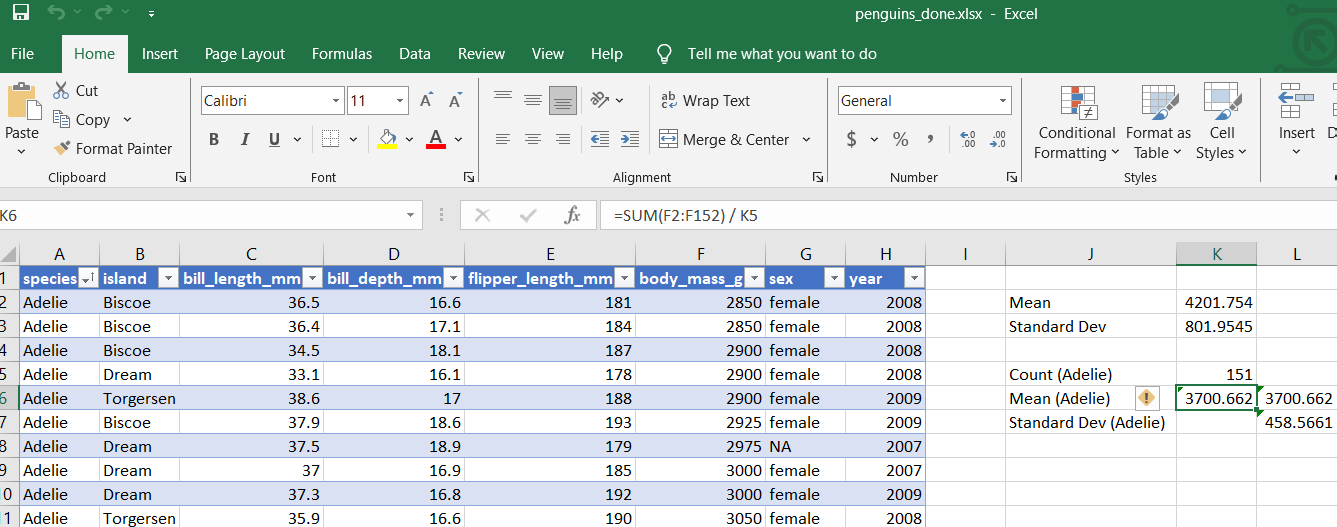 penguins_done.xlsx - Excel
File Home Insert Page Layout Formulas Data Review View Help Tell me what you want to do
Paste
Cut
Copy
Format Painter
Clipboard
Calibri 11 A A
B I U A
Font
Wrap Text
Merge & Center
Alignment
General
$ % ,
Number
Conditional Formatting
Format as Table
Cell Styles
Styles
Insert
K6 fx =SUM(F2:F152) / K5
A B C D E F G H I J K L
1 species island bill_length_mm bill_depth_mm flipper_length_mm body_mass_g sex year
2 Adelie Biscoe 36.5 16.6 181 2850 female 2008 Mean 4201.754
3 Adelie Biscoe 36.4 17.1 184 2850 female 2008 Standard Dev 801.9545
4 Adelie Biscoe 34.5 18.1 187 2900 female 2008
5 Adelie Dream 33.1 16.1 178 2900 female 2008 Count (Adelie) 151
6 Adelie Torgersen 38.6 17 188 2900 female 2009 Mean (Adelie) 3700.662 3700.662
7 Adelie Biscoe 37.9 18.6 193 2925 female 2009 Standard Dev (Adelie) 458.5661
8 Adelie Dream 37.5 18.9 179 2975 NA 2007
9 Adelie Dream 37 16.9 185 3000 female 2007
10 Adelie Dream 37.3 16.8 192 3000 female 2009
11 Adelie Torgersen 35.9 16.6 190 3050 female 2008